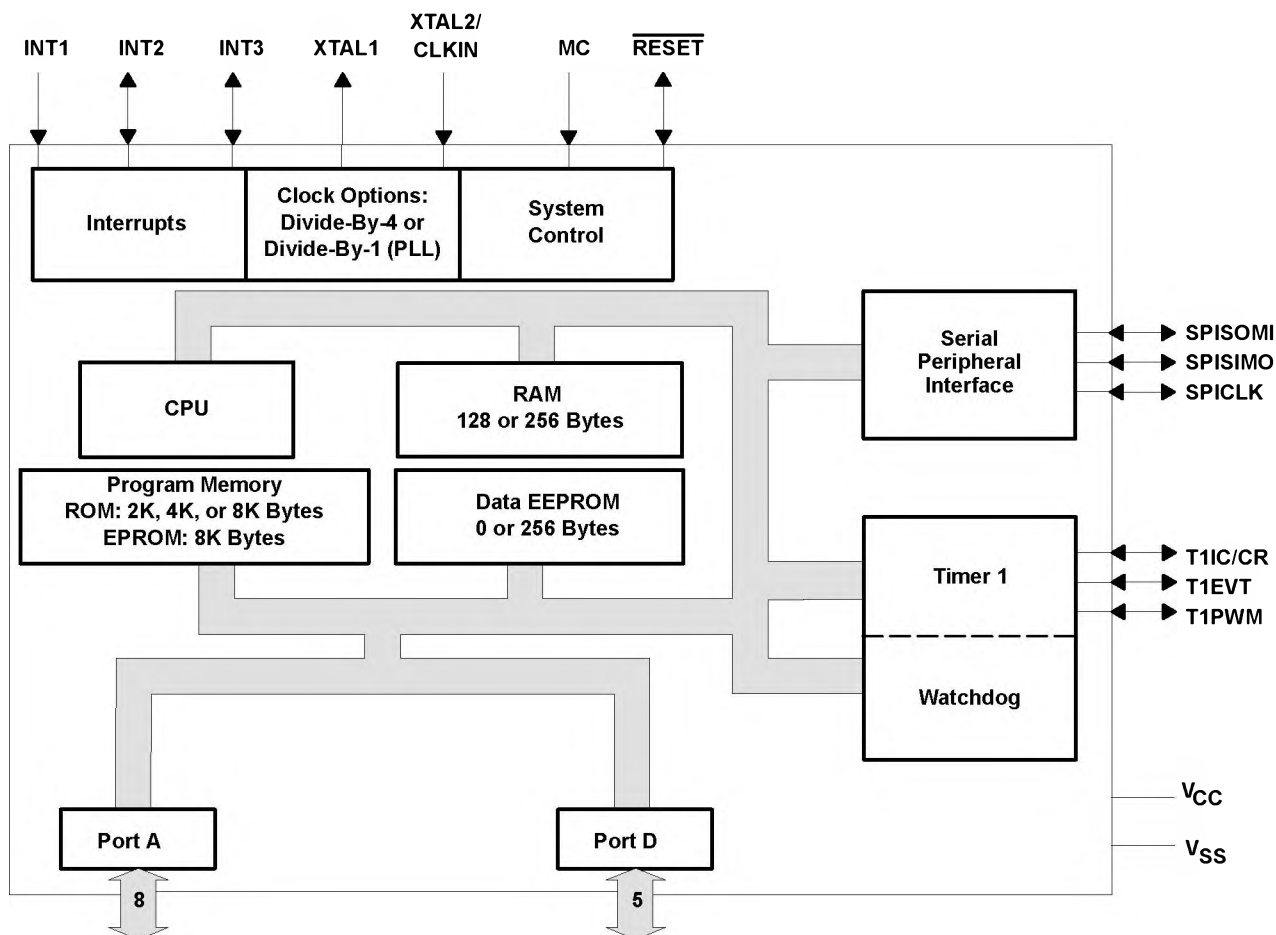 INT1
INT2
INT3
XTAL1
XTAL2/
CLKIN
MC
RESET
Interrupts
Clock Options:
Divide-By-4 or
Divide-By-1 (PLL)
System
Control
CPU
RAM
128 or 256 Bytes
Serial
Peripheral
Interface
SPISOMI
SPISIMO
SPICLK
Program Memory
ROM: 2K, 4K, or 8K Bytes
EPROM: 8K Bytes
Data EEPROM
0 or 256 Bytes
Timer 1
T1IC/CR
T1EVT
T1PWM
Watchdog
VCC
VSS
Port A
Port D
8
5